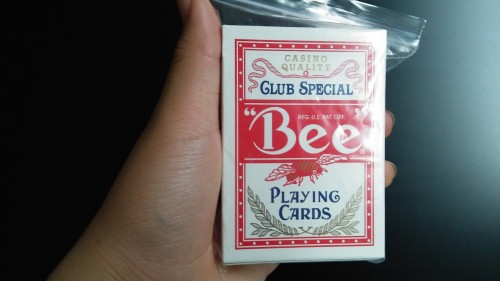 CASINO
QUALITY
CLUB SPECIAL
REG. U.S. PAT. OFF.
"Bee"
PLAYING
CARDS